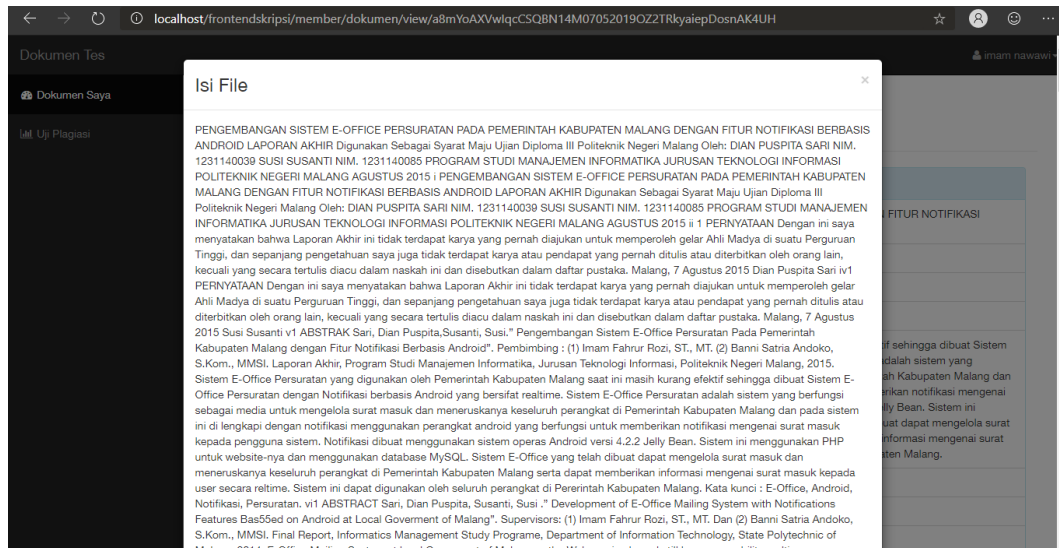 localhost/frontendskripsi/member/dokumen/view/a8mYoAXVwlqcCSQBN14M07052019OZ2TRkyaiepDosnAK4UH
Dokumen Tes
imam nawawi
Dokumen Saya
Uji Plagiasi
Isi File
×
PENGEMBANGAN SISTEM E-OFFICE PERSURATAN PADA PEMERINTAH KABUPATEN MALANG DENGAN FITUR NOTIFIKASI BERBASIS
ANDROID LAPORAN AKHIR Digunakan Sebagai Syarat Maju Ujian Diploma III Politeknik Negeri Malang Oleh: DIAN PUSPITA SARI NIM.
1231140039 SUSI SUSANTI NIM. 1231140085 PROGRAM STUDI MANAJEMEN INFORMATIKA JURUSAN TEKNOLOGI INFORMASI
POLITEKNIK NEGERI MALANG AGUSTUS 2015 i PENGEMBANGAN SISTEM E-OFFICE PERSURATAN PADA PEMERINTAH KABUPATEN
MALANG DENGAN FITUR NOTIFIKASI BERBASIS ANDROID LAPORAN AKHIR Digunakan Sebagai Syarat Maju Ujian Diploma III
Politeknik Negeri Malang Oleh: DIAN PUSPITA SARI NIM. 1231140039 SUSI SUSANTI NIM. 1231140085 PROGRAM STUDI MANAJEMEN
INFORMATIKA JURUSAN TEKNOLOGI INFORMASI POLITEKNIK NEGERI MALANG AGUSTUS 2015 ii 1 PERNYATAAN Dengan ini saya
menyatakan bahwa Laporan Akhir ini tidak terdapat karya yang pernah diajukan untuk memperoleh gelar Ahli Madya di suatu Perguruan
Tinggi, dan sepanjang pengetahuan saya juga tidak terdapat karya atau pendapat yang pernah ditulis atau diterbitkan oleh orang lain,
kecuali yang secara tertulis diacu dalam naskah ini dan disebutkan dalam daftar pustaka. Malang, 7 Agustus 2015 Dian Puspita Sari iv1
PERNYATAAN Dengan ini saya menyatakan bahwa Laporan Akhir ini tidak terdapat karya yang pernah diajukan untuk memperoleh gelar
Ahli Madya di suatu Perguruan Tinggi, dan sepanjang pengetahuan saya juga tidak terdapat karya atau pendapat yang pernah ditulis atau
diterbitkan oleh orang lain, kecuali yang secara tertulis diacu dalam naskah ini dan disebutkan dalam daftar pustaka. Malang, 7 Agustus
2015 Susi Susanti v1 ABSTRAK Sari, Dian Puspita,Susanti, Susi." Pengembangan Sistem E-Office Persuratan Pada Pemerintah
Kabupaten Malang dengan Fitur Notifikasi Berbasis Android". Pembimbing : (1) Imam Fahrur Rozi, ST., MT. (2) Banni Satria Andoko,
S.Kom., MMSI. Laporan Akhir, Program Studi Manajemen Informatika, Jurusan Teknologi Informasi, Politeknik Negeri Malang, 2015.
Sistem E-Office Persuratan yang digunakan oleh Pemerintah Kabupaten Malang saat ini masih kurang efektif sehingga dibuat Sistem E-
Office Persuratan dengan Notifikasi berbasis Android yang bersifat realtime. Sistem E-Office Persuratan adalah sistem yang berfungsi
sebagai media untuk mengelola surat masuk dan meneruskanya keseluruh perangkat di Pemerintah Kabupaten Malang dan pada sistem
ini di lengkapi dengan notifikasi menggunakan perangkat android yang berfungsi untuk memberikan notifikasi mengenai surat masuk
kepada pengguna sistem. Notifikasi dibuat menggunakan sistem operas Android versi 4.2.2 Jelly Bean. Sistem ini menggunakan PHP
untuk website-nya dan menggunakan database MySQL. Sistem E-Office yang telah dibuat dapat mengelola surat masuk dan
meneruskanya keseluruh perangkat di Pemerintah Kabupaten Malang serta dapat memberikan informasi mengenai surat masuk kepada
user secara reltime. Sistem ini dapat digunakan oleh seluruh perangkat di Pererintah Kabupaten Malang. Kata kunci : E-Office, Android,
Notifikasi, Persuratan. vi1 ABSTRACT Sari, Dian Puspita, Susanti, Susi ." Development of E-Office Mailing System with Notifications
Features Bas55ed on Android at Local Goverment of Malang". Supervisors: (1) Imam Fahrur Rozi, ST., MT. Dan (2) Banni Satria Andoko,
S.Kom., MMSI. Final Report, Informatics Management Study Programe, Department of Information Technology, State Polytechnic of
FITUR NOTIFIKASI
if sehingga dibuat Sistem
adalah sistem yang
ah Kabupaten Malang dan
erikan notifikasi mengenai
lly Bean. Sistem ini
uat dapat mengelola surat
informasi mengenai surat
aten Malang.